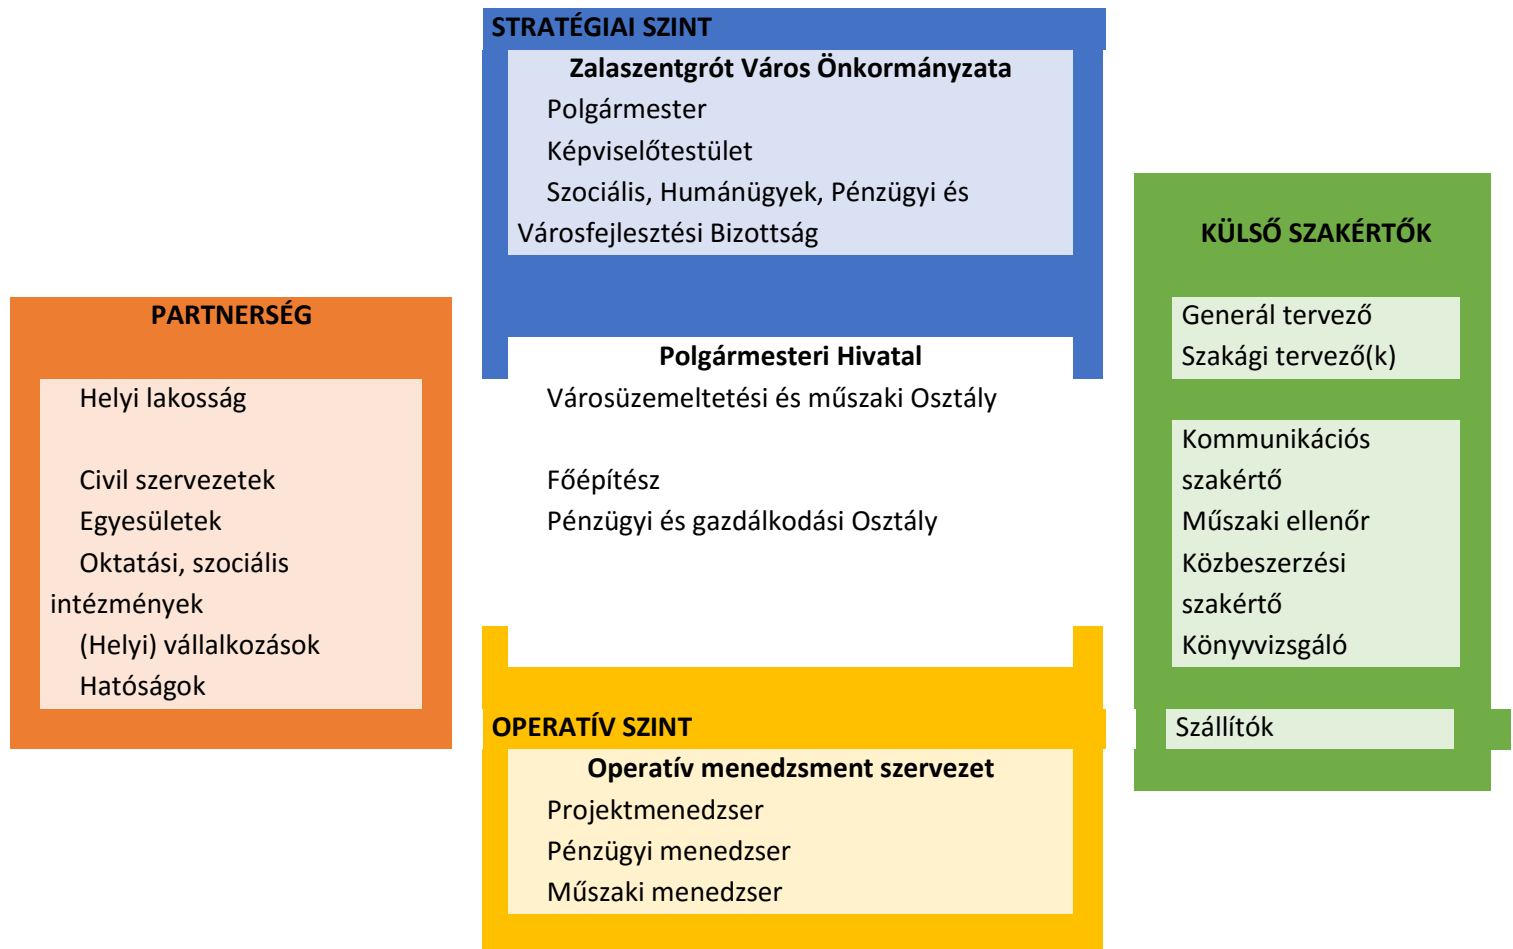 STRATÉGIAI SZINT
Zalaszentgrót Város Önkormányzata
Polgármester
Képviselőtestület
Szociális, Humánügyek, Pénzügyi és
Városfejlesztési Bizottság
Polgármesteri Hivatal
Városüzemeltetési és műszaki Osztály
Főépítész
Pénzügyi és gazdálkodási Osztály
OPERATÍV SZINT
Operatív menedzsment szervezet
Projektmenedzser
Pénzügyi menedzser
Műszaki menedzser
PARTNERSÉG
Helyi lakosság
Civil szervezetek
Egyesületek
Oktatási, szociális
intézmények
(Helyi) vállalkozások
Hatóságok
KÜLSŐ SZAKÉRTŐK
Generál tervező
Szakági tervező(k)
Kommunikációs
szakértő
Műszaki ellenőr
Közbeszerzési
szakértő
Könyvvizsgáló
Szállítók